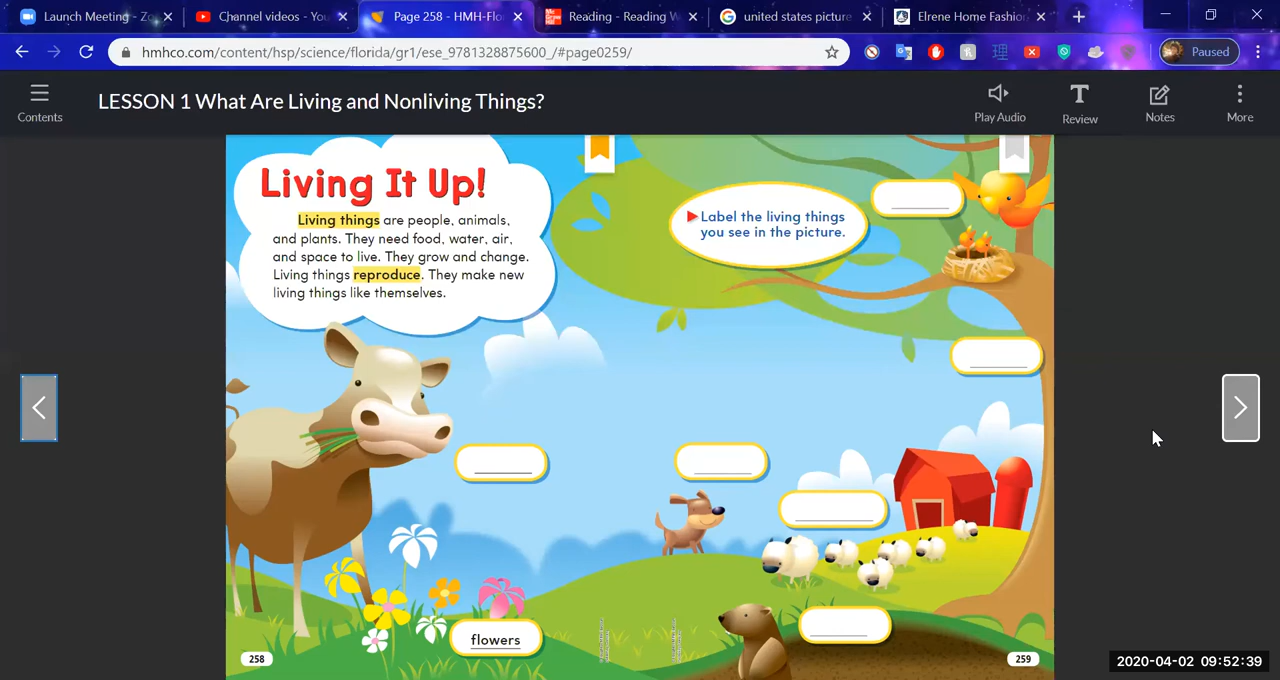 Launch Meeting - Zo
Channel videos - You
Page 258 - HMH-Flo
Reading - Reading W
united states picture
Elrene Home Fashion
hmhco.com/content/hsp/science/florida/gr1/ese_9781328875600_/#page0259/
Paused
Contents
LESSON 1 What Are Living and Nonliving Things?
Play Audio
Review
Notes
More
Living It Up!
Living things are people, animals,
and plants. They need food, water, air,
and space to live. They grow and change.
Living things reproduce. They make new
living things like themselves.
Label the living things
you see in the picture.
flowers
258
259
2020-04-02 09:52:39